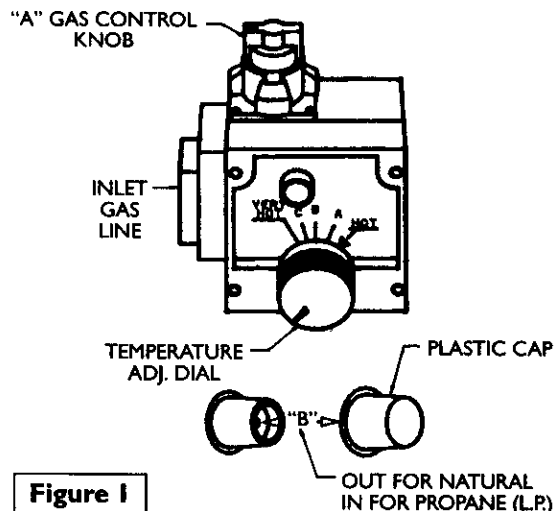 "A" GAS CONTROL
KNOB
INLET
GAS
LINE
VERY
HOT
C
B
A
HOT
TEMPERATURE
ADJ. DIAL
PLASTIC CAP
"B"
OUT FOR NATURAL
IN FOR PROPANE (L.P.)
Figure 1